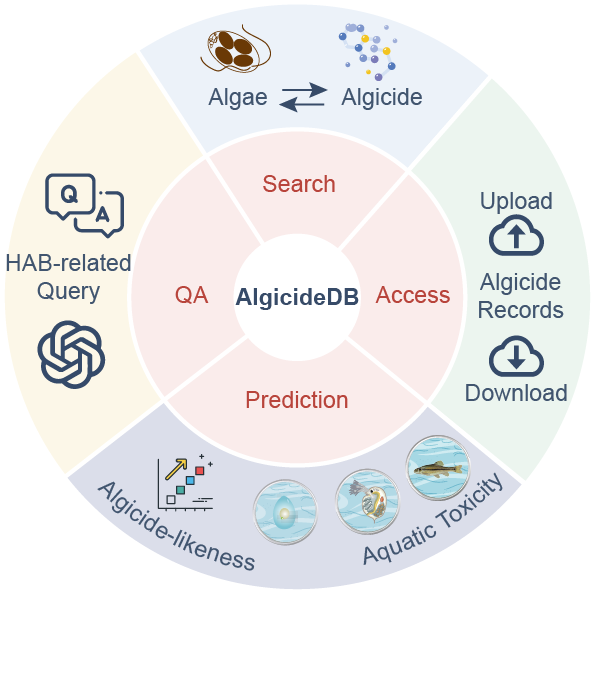 Algae
Algicide
Search
Upload
Q
A
HAB-related
Query
QA
AlgicideDB
Access
Algicide
Records
Download
Prediction
Algicide-likeness
Aquatic Toxicity